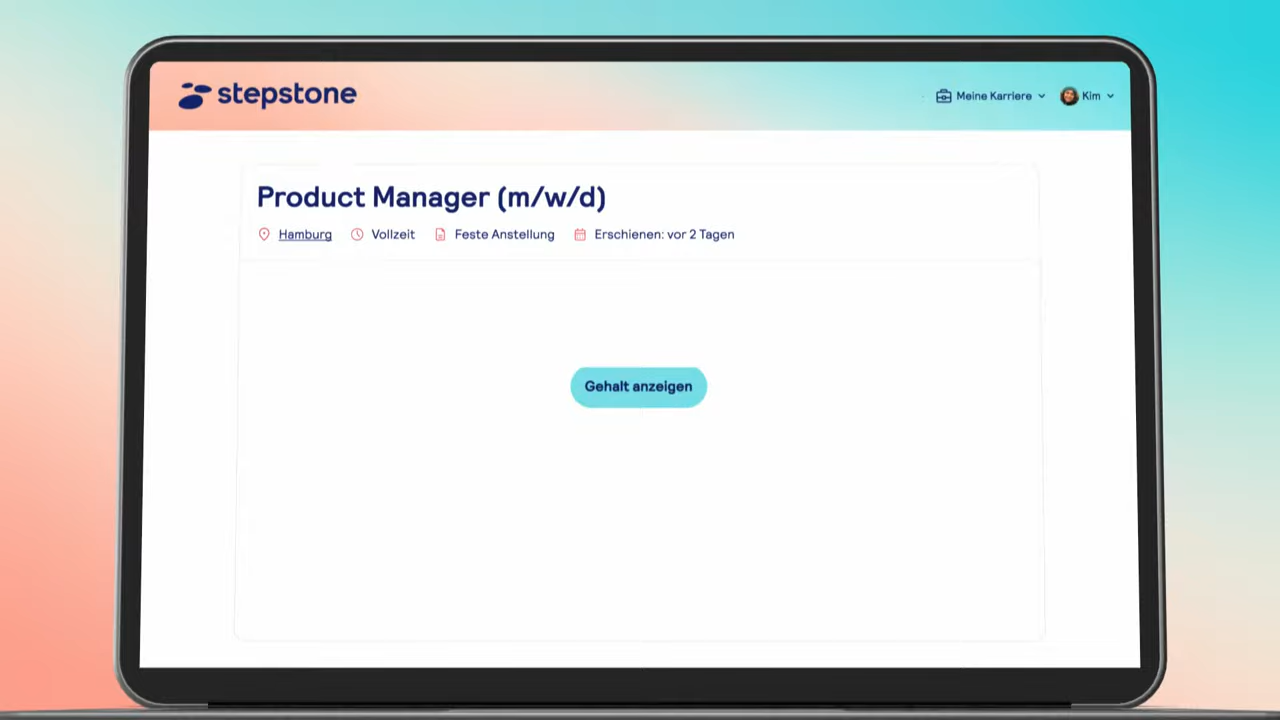 stepstone
Meine Karriere
Kim
Product Manager (m/w/d)
Hamburg Vollzeit Feste Anstellung Erschienen: vor 2 Tagen
Gehalt anzeigen